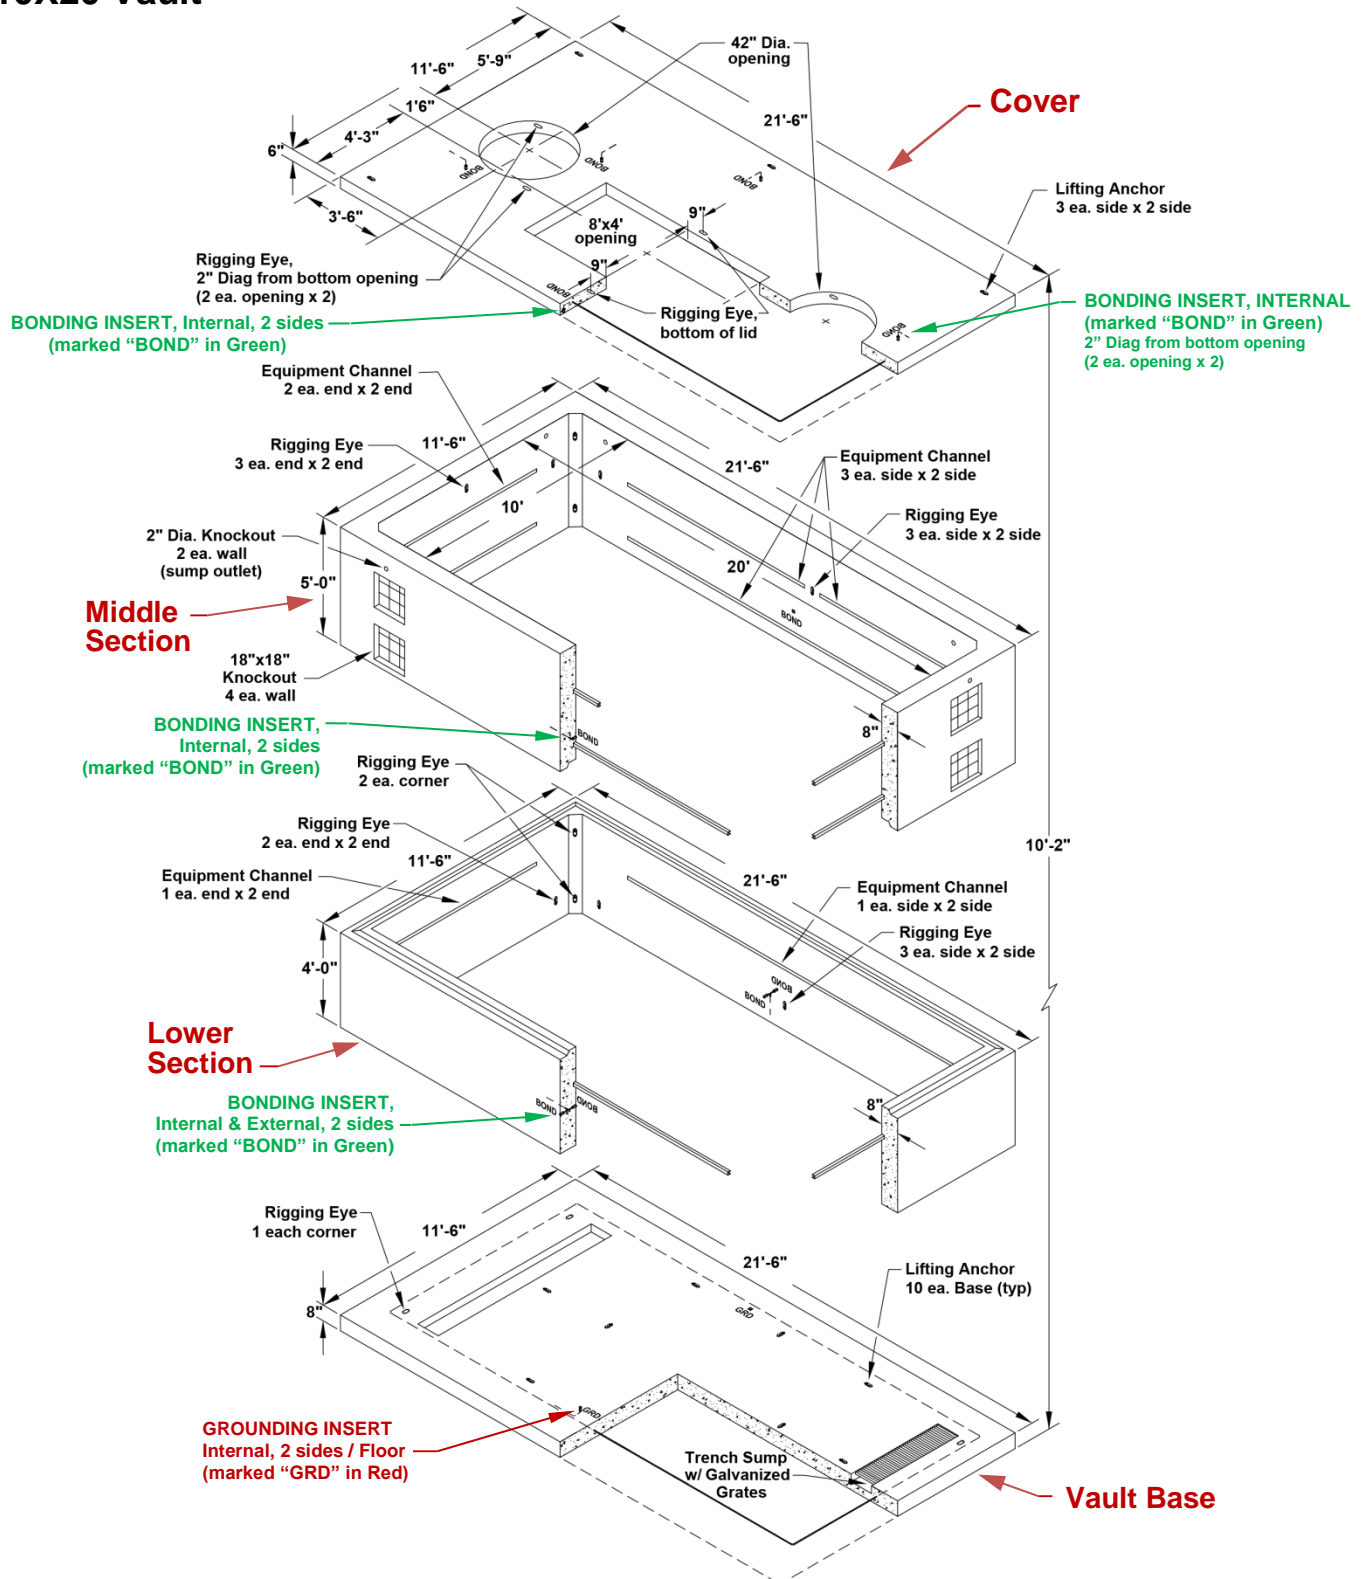 10X20 Vault
42" Dia.
opening
5'-9"
11'-6"
1'6"
4'-3"
6"
3'-6"
21'-6"
Cover
BOND
BOND
BOND
Lifting Anchor
3 ea. side x 2 side
9"
8'x4'
opening
9"
Rigging Eye,
2" Diag from bottom opening
(2 ea. opening x 2)
BOND
BONDING INSERT, Internal, 2 sides
(marked “BOND” in Green)
Rigging Eye,
bottom of lid
BOND
BONDING INSERT, INTERNAL
(marked “BOND” in Green)
2” Diag from bottom opening
(2 ea. opening x 2)
Equipment Channel
2 ea. end x 2 end
11'-6"
Rigging Eye
3 ea. end x 2 end
21'-6"
Equipment Channel
3 ea. side x 2 side
10'
Rigging Eye
3 ea. side x 2 side
2" Dia. Knockout
2 ea. wall
(sump outlet)
5'-0"
20'
BOND
Middle
Section
18"x18"
Knockout
4 ea. wall
BONDING INSERT,
Internal, 2 sides
(marked “BOND” in Green)
BOND
8"
Rigging Eye
2 ea. corner
Rigging Eye
2 ea. end x 2 end
11'-6"
10'-2"
Equipment Channel
1 ea. end x 2 end
21'-6"
Equipment Channel
1 ea. side x 2 side
Rigging Eye
3 ea. side x 2 side
4'-0"
BOND
BOND
Lower
Section
BONDING INSERT,
Internal & External, 2 sides
(marked “BOND” in Green)
BOND
BOND
8"
Rigging Eye
1 each corner
11'-6"
21'-6"
Lifting Anchor
10 ea. Base (typ)
8"
GRD
GRD
GROUNDING INSERT
Internal, 2 sides / Floor
(marked “GRD” in Red)
Trench Sump
w/ Galvanized
Grates
Vault Base